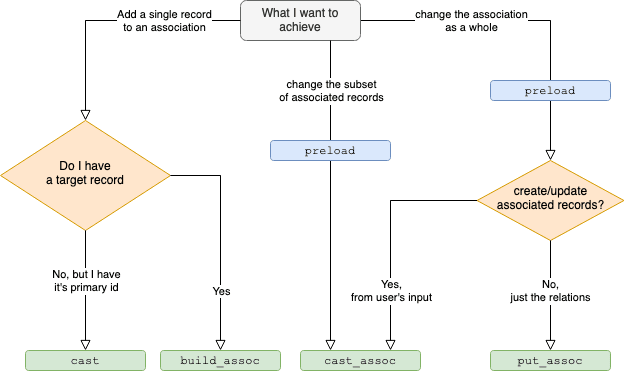 What I want to
achieve
Add a single record
to an association
change the association
as a whole
change the subset
of associated records
preload
preload
Do I have
a target record
create/update
associated records?
No, but I have
it's primary id
Yes
Yes,
from user's input
No,
just the relations
cast
build_assoc
cast_assoc
put_assoc